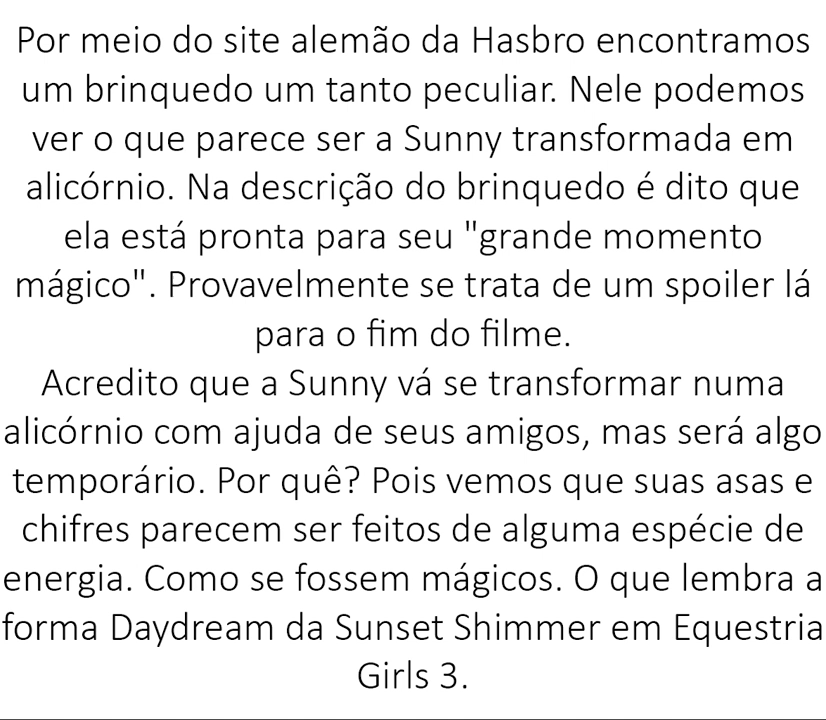 Por meio do site alemão da Hasbro encontramos
um brinquedo um tanto peculiar. Nele podemos
ver o que parece ser a Sunny transformada em
alicórnio. Na descrição do brinquedo é dito que
ela está pronta para seu "grande momento
mágico". Provavelmente se trata de um spoiler lá
para o fim do filme.
Acredito que a Sunny vá se transformar numa
alicórnio com ajuda de seus amigos, mas será algo
temporário. Por quê? Pois vemos que suas asas e
chifres parecem ser feitos de alguma espécie de
energia. Como se fossem mágicos. O que lembra a
forma Daydream da Sunset Shimmer em Equestria
Girls 3.